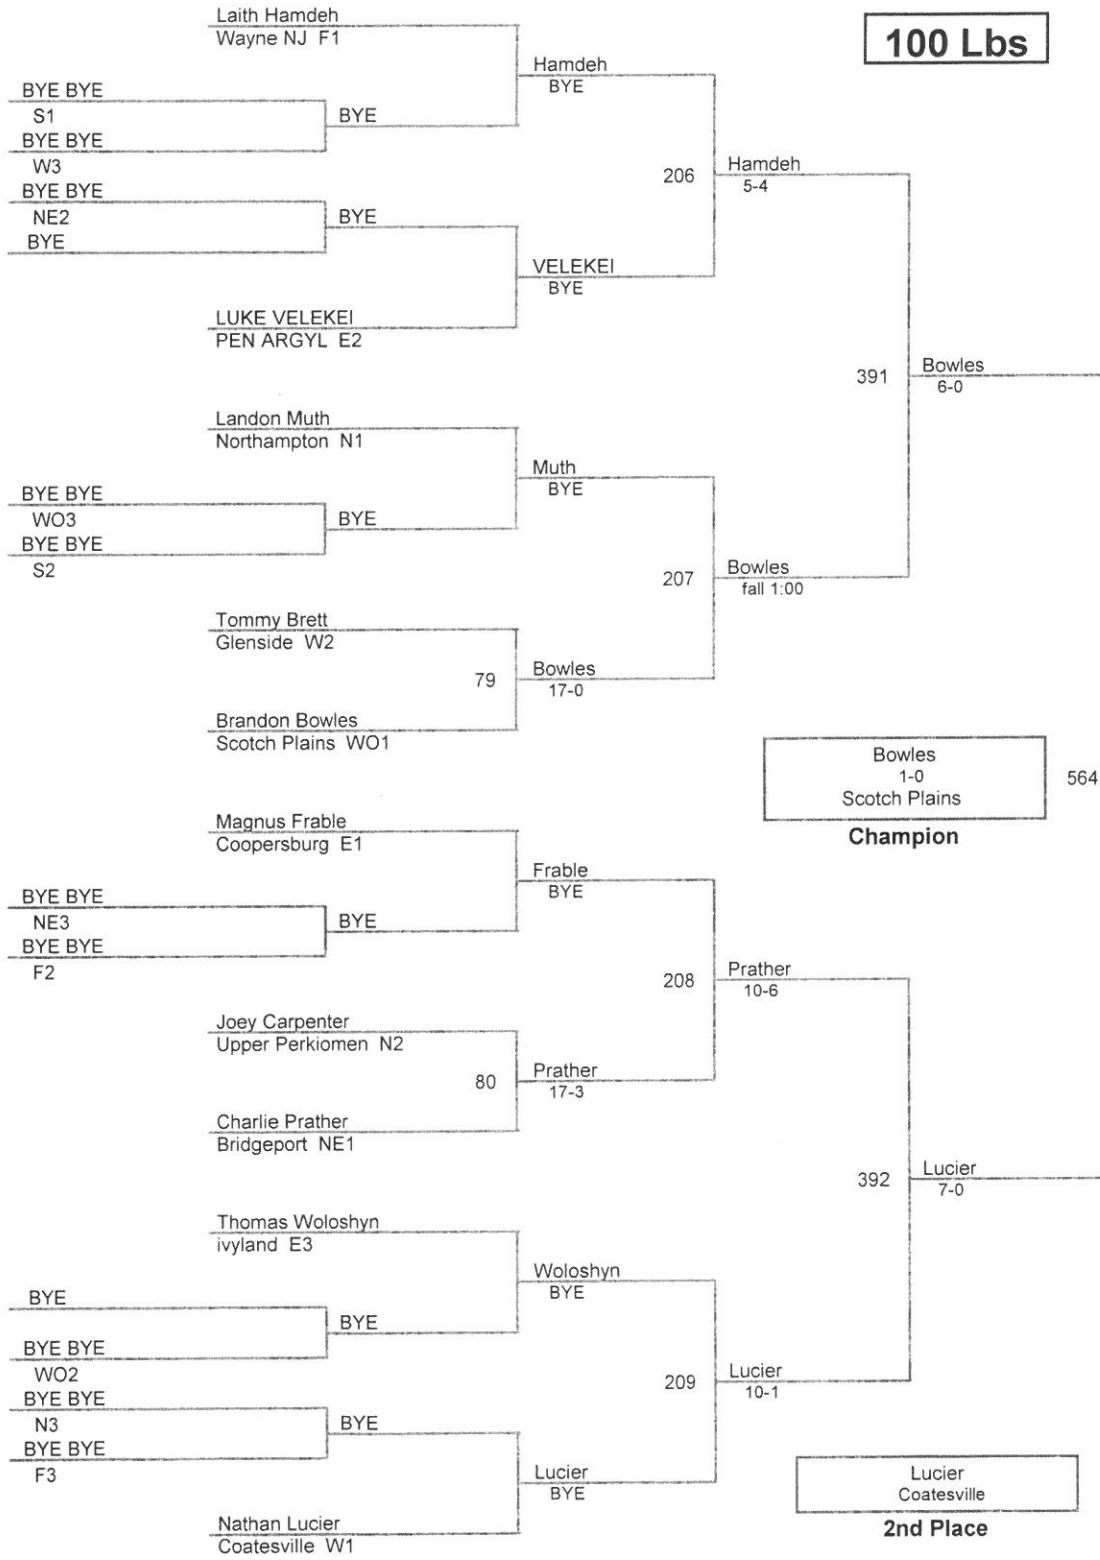 Laith Hamdeh
Wayne NJ F1
100 Lbs
Hamdeh
BYE
BYE BYE
S1
BYE
BYE BYE
W3
206
Hamdeh
5-4
BYE BYE
NE2
BYE
BYE
VELEKEI
BYE
LUKE VELEKEI
PEN ARGYL E2
391
Bowles
6-0
Landon Muth
Northampton N1
Muth
BYE
BYE BYE
WO3
BYE
BYE BYE
S2
207
Bowles
fall 1:00
Tommy Brett
Glenside W2
79
Bowles
17-0
Brandon Bowles
Scotch Plains WO1
Bowles
1-0
Scotch Plains
564
Champion
Magnus Frable
Coopersburg E1
Frable
BYE
BYE BYE
NE3
BYE
BYE BYE
F2
208
Prather
10-6
Joey Carpenter
Upper Perkiomen N2
80
Prather
17-3
Charlie Prather
Bridgeport NE1
392
Lucier
7-0
Thomas Woloshyn
ivyland E3
Woloshyn
BYE
BYE
BYE
BYE BYE
WO2
209
Lucier
10-1
BYE BYE
N3
BYE
BYE BYE
F3
Lucier
BYE
Nathan Lucier
Coatesville W1
Lucier
Coatesville
2nd Place